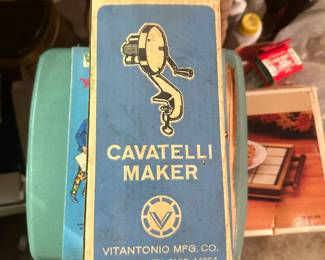 CAVATELLI
MAKER
V
VITANTONIO MFG. CO.